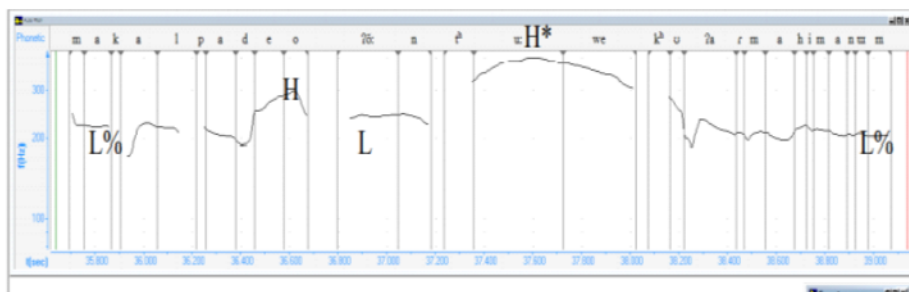 Phonetic m a k a l p a d e o ʔõ: n tʰ u: we kʰ ʊ ʔa r m a h i m a n ɯ m
H*
300 H
L% L L%
200
f(Hz)
100
t(sec) 35.800 36.000 36.200 36.400 36.600 36.800 37.000 37.200 37.400 37.600 37.800 38.000 38.200 38.400 38.600 38.800 39.000